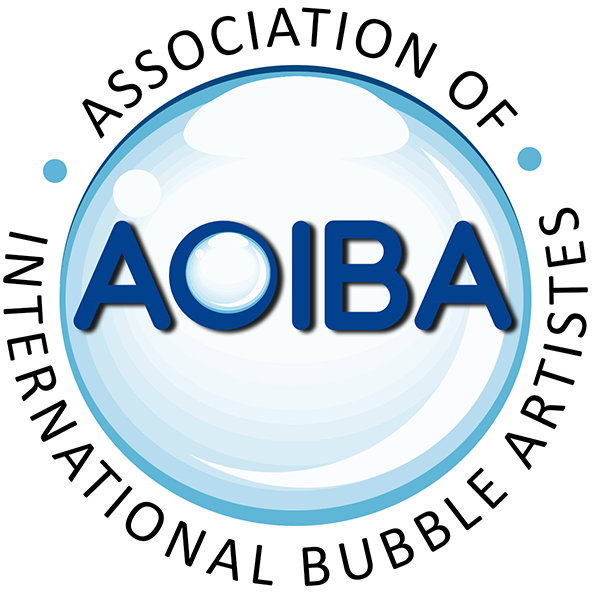 ASSOCIATION OF
AOIBA
INTERNATIONAL BUBBLE ARTISTES